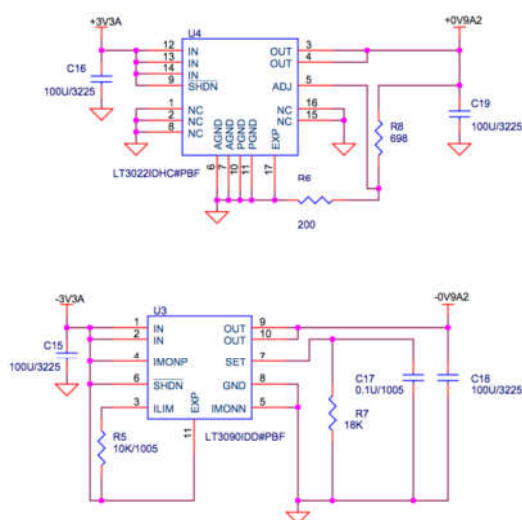 +3V3A
U4
+0V9A2
12 IN OUT 3
13 IN OUT 4
14 IN
9 SHDN ADJ 5
C16
100U/3225
1 NC NC 16
2 NC NC 15
8 NC
AGND AGND PGND PGND EXP
6 7 10 11 17
LT3022IDHC#PBF
R8
698
C19
100U/3225
R6
200
-3V3A
U3
-0V9A2
1 IN OUT 9
2 IN OUT 10
4 IMONP SET 7
6 SHDN GND 8
3 ILIM IMONN 5
EXP
11
C15
100U/3225
R5
10K/1005
LT3090IDD#PBF
C17
0.1U/1005
R7
18K
C18
100U/3225